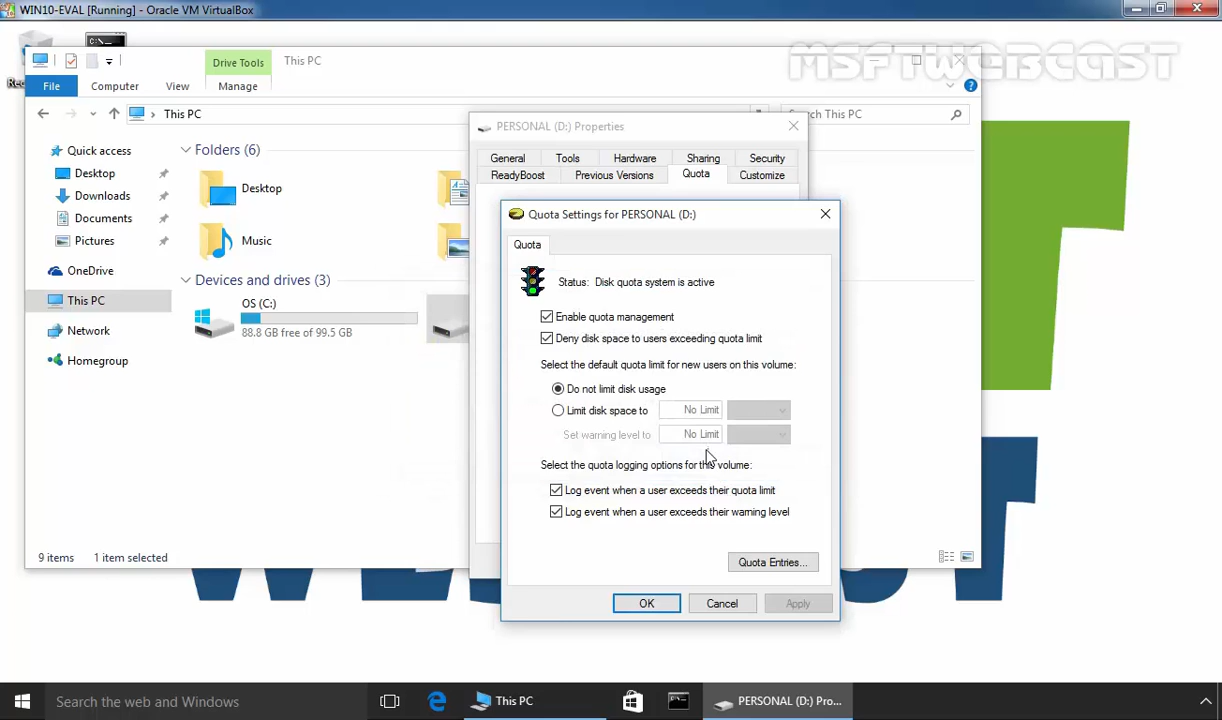 WIN10-EVAL [Running] - Oracle VM VirtualBox
MSFTWEBCAST
Drive Tools
This PC
File
Computer
View
Manage
This PC
Search This PC
PERSONAL (D:) Properties
General
Tools
Hardware
Sharing
Security
ReadyBoost
Previous Versions
Quota
Customize
Quick access
Desktop
Downloads
Documents
Pictures
OneDrive
This PC
Network
Homegroup
Folders (6)
Desktop
Music
Devices and drives (3)
OS (C:)
88.8 GB free of 99.5 GB
Quota Settings for PERSONAL (D:)
Quota
Status: Disk quota system is active
Enable quota management
Deny disk space to users exceeding quota limit
Select the default quota limit for new users on this volume:
Do not limit disk usage
Limit disk space to No Limit
Set warning level to No Limit
Select the quota logging options for this volume:
Log event when a user exceeds their quota limit
Log event when a user exceeds their warning level
Quota Entries...
OK
Cancel
Apply
9 items
1 item selected
Search the web and Windows
This PC
PERSONAL (D:) Pro...